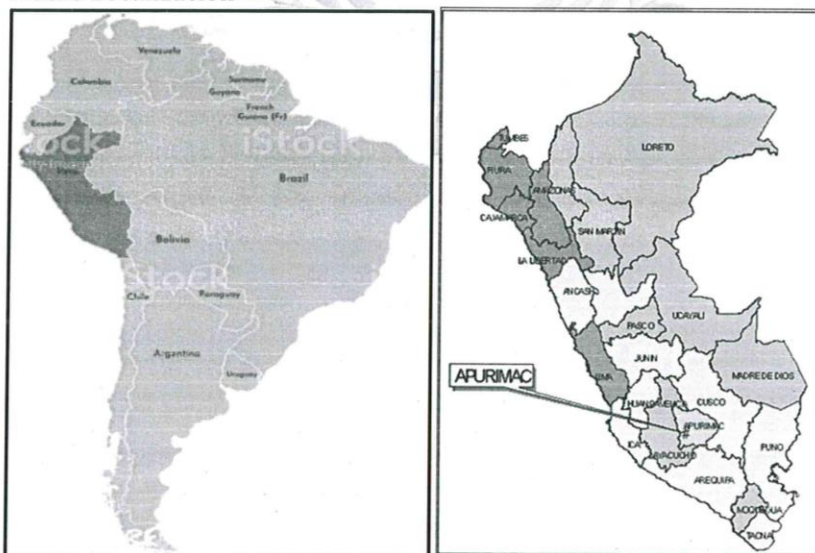 Venezuela
Colombia
Suriname
Guyana
French
Guiana (Fr)
Ecuador
iStock
Brazil
Bolivia
iStock
Chile
Paraguay
Argentina
Uruguay
TUMBES
PIURA
LORETO
AMAZONAS
CAJAMARCA
SAN MARTIN
LA LIBERTAD
ANCASH
UCAYALI
PASCO
JUNIN
LIMA
MADRE DE DIOS
APURIMAC
CUSCO
APURIMAC
ICA
AYACUCHO
PUNO
AREQUIPA
MOQUEGUA
TACNA